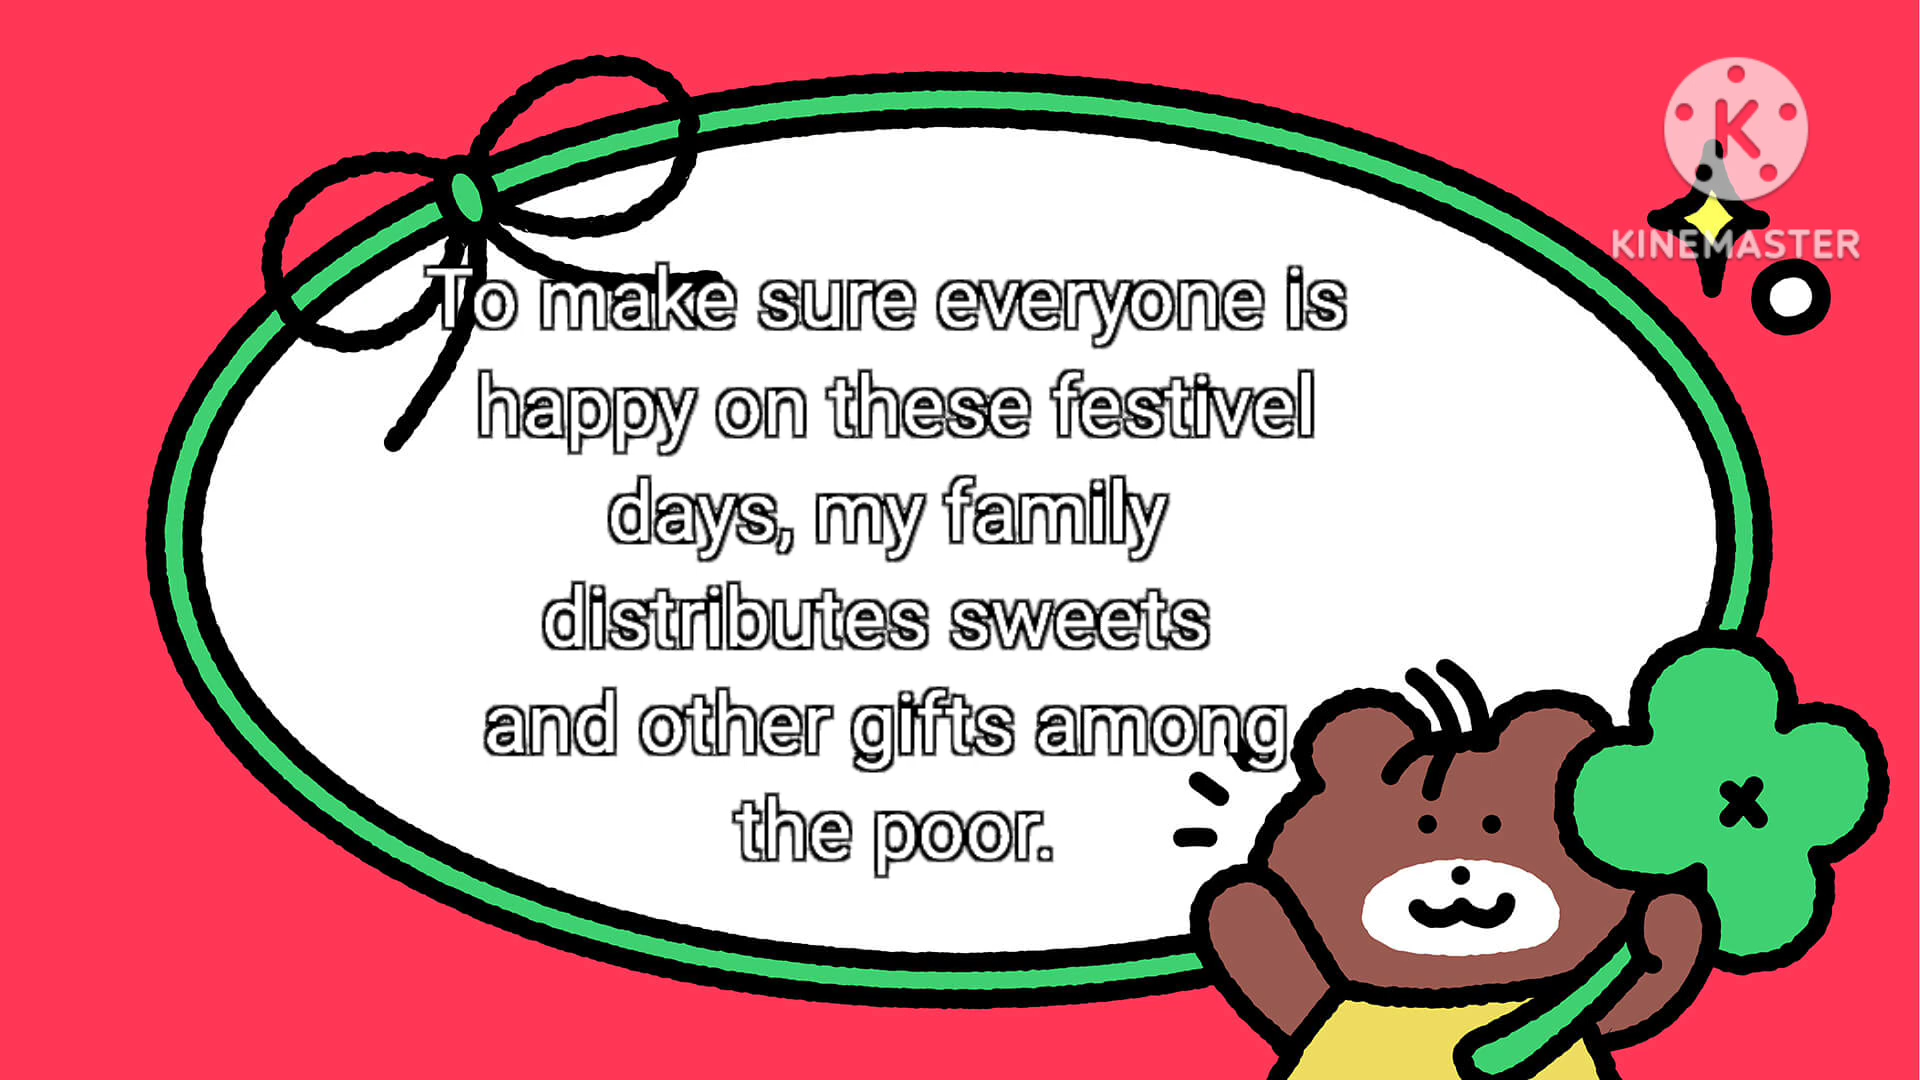 K
KINEMASTER
To make sure everyone is
happy on these festivel
days, my family
distributes sweets
and other gifts among
the poor.